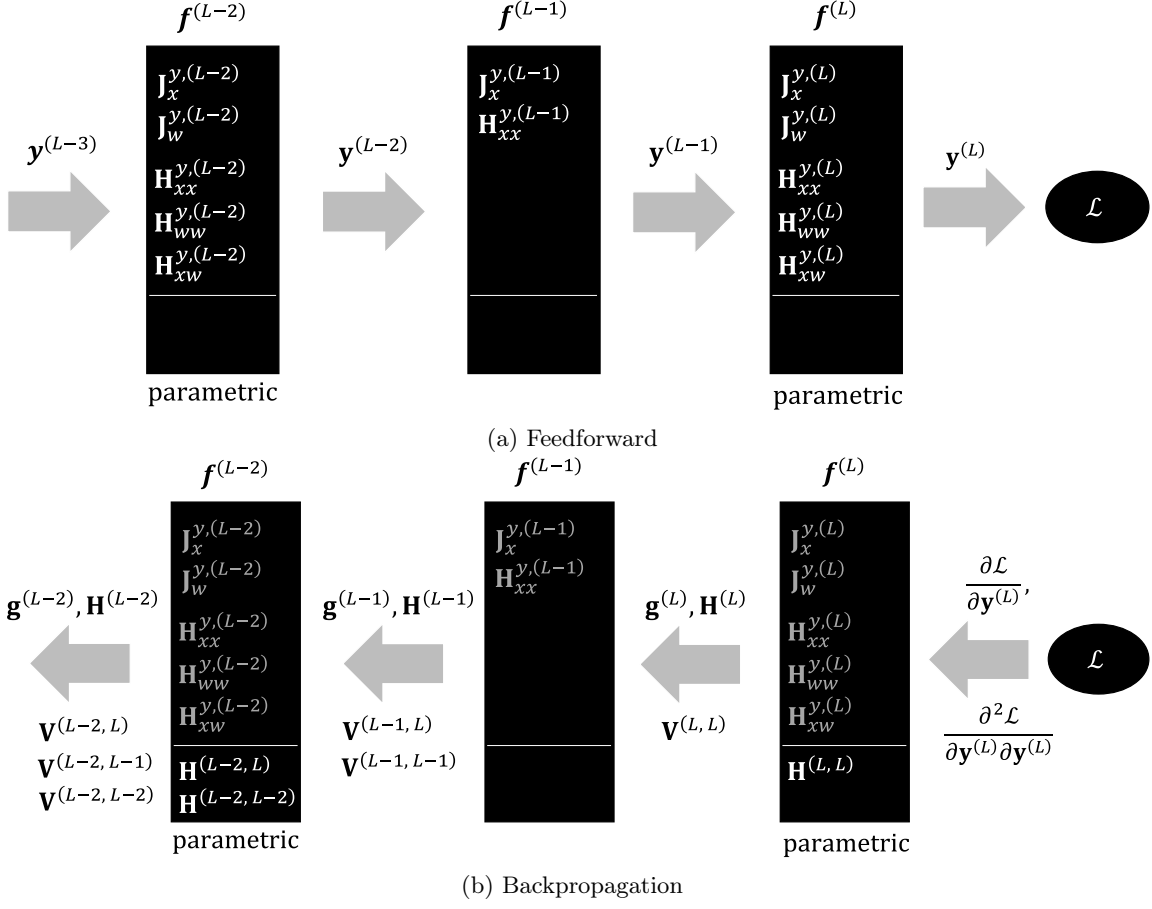 f^(L−2) f^(L−1) f^(L)
J_x^{y,(L−2)} J_x^{y,(L−1)} J_x^{y,(L)}
J_w^{y,(L−2)} H_xx^{y,(L−1)} J_w^{y,(L)}
y^(L−3) y^(L−2) y^(L−1) y^(L)
H_xx^{y,(L−2)} H_xx^{y,(L)}
H_ww^{y,(L−2)} H_ww^{y,(L)} ℒ
H_xw^{y,(L−2)} H_xw^{y,(L)}
parametric parametric
(a) Feedforward
f^(L−2) f^(L−1) f^(L)
J_x^{y,(L−2)} J_x^{y,(L−1)} J_x^{y,(L)}
J_w^{y,(L−2)} H_xx^{y,(L−1)} J_w^{y,(L)} ∂ℒ/∂y^(L),
g^(L−2), H^(L−2) g^(L−1), H^(L−1) g^(L), H^(L)
H_xx^{y,(L−2)} H_xx^{y,(L)}
H_ww^{y,(L−2)} H_ww^{y,(L)} ℒ
H_xw^{y,(L−2)} H_xw^{y,(L)}
V^(L−2, L) V^(L−1, L) V^(L, L) ∂²ℒ/∂y^(L)∂y^(L)
V^(L−2, L−1) H^(L−2, L) V^(L−1, L−1) H^(L, L)
V^(L−2, L−2) H^(L−2, L−2)
parametric parametric
(b) Backpropagation